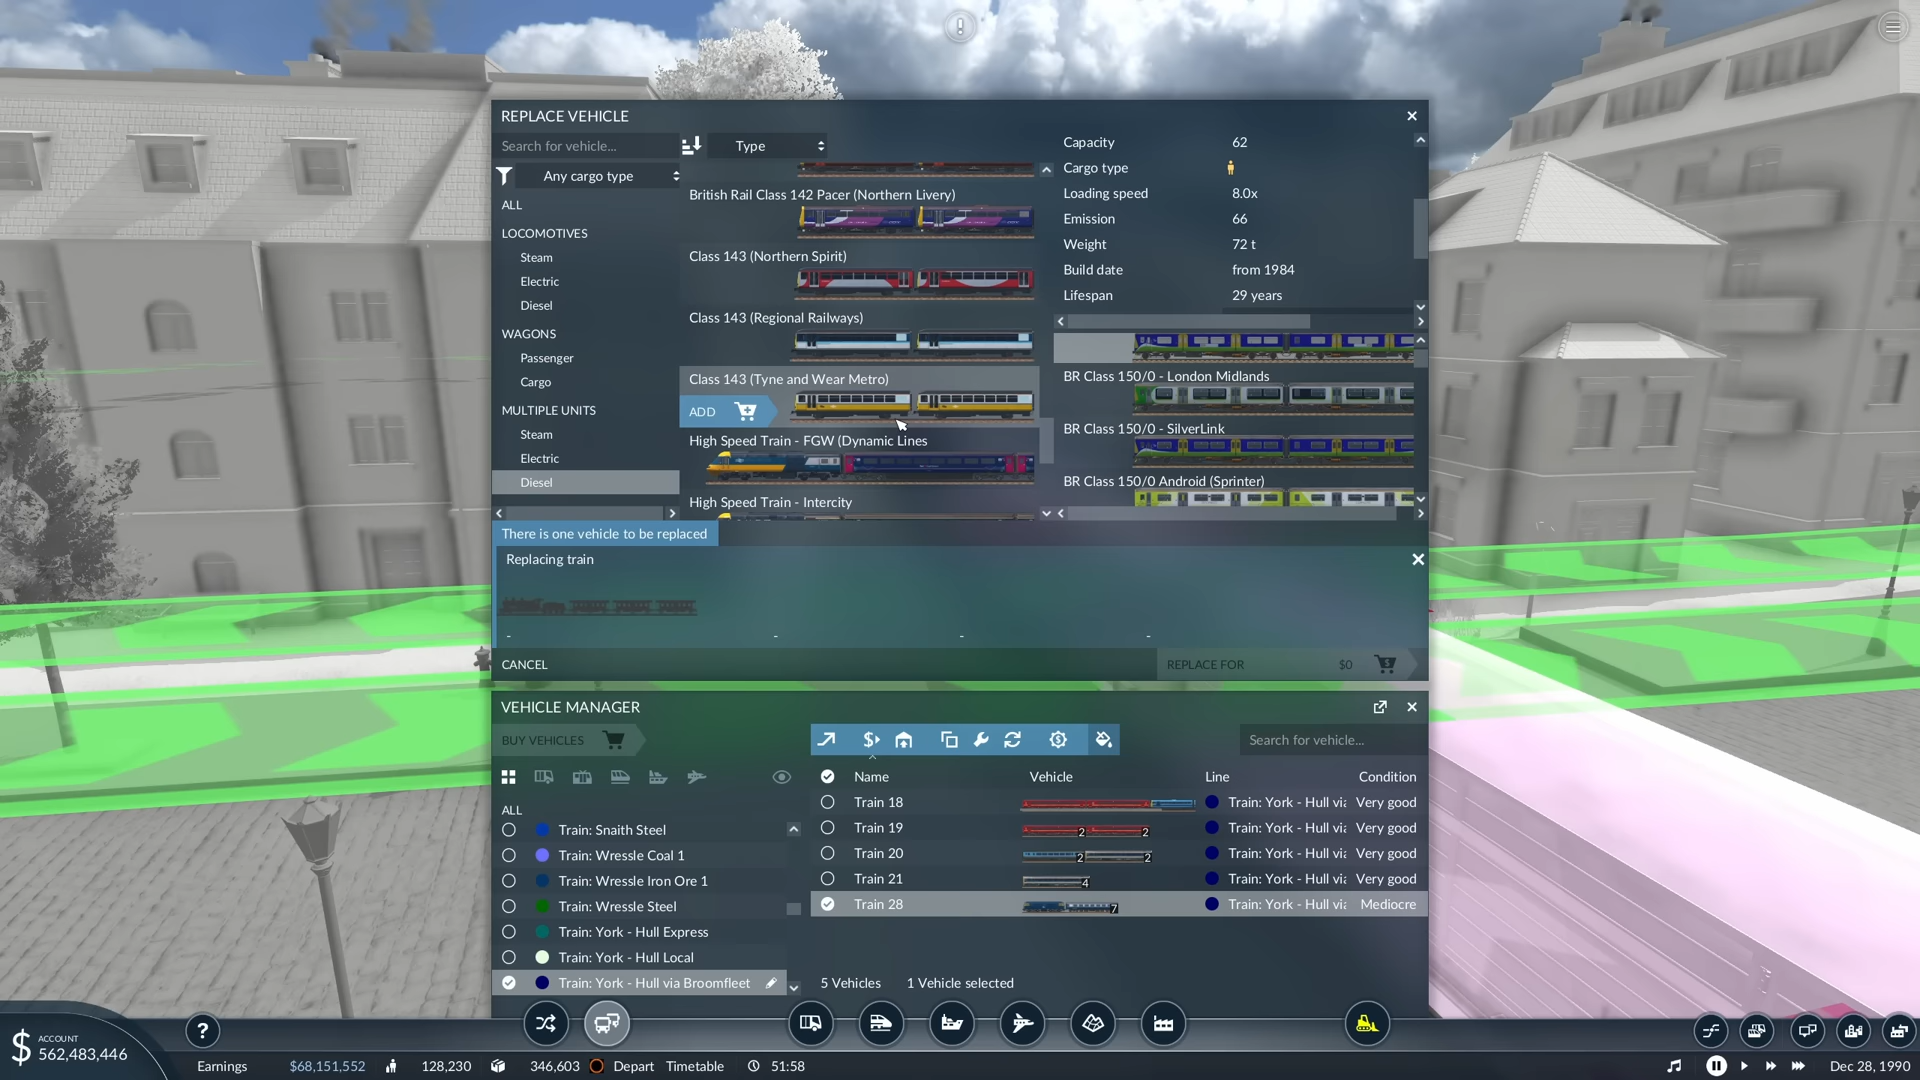 REPLACE VEHICLE
Search for vehicle...
Type
Any cargo type
ALL
LOCOMOTIVES
Steam
Electric
Diesel
WAGONS
Passenger
Cargo
MULTIPLE UNITS
Steam
Electric
Diesel
British Rail Class 142 Pacer (Northern Livery)
Class 143 (Northern Spirit)
Class 143 (Regional Railways)
Class 143 (Tyne and Wear Metro)
ADD
High Speed Train - FGW (Dynamic Lines
High Speed Train - Intercity
Capacity 62
Cargo type
Loading speed 8.0x
Emission 66
Weight 72 t
Build date from 1984
Lifespan 29 years
BR Class 150/0 - London Midlands
BR Class 150/0 - SilverLink
BR Class 150/0 Android (Sprinter)
There is one vehicle to be replaced
Replacing train
- - - -
CANCEL
REPLACE FOR $0
VEHICLE MANAGER
BUY VEHICLES
Search for vehicle...
ALL
Train: Snaith Steel
Train: Wressle Coal 1
Train: Wressle Iron Ore 1
Train: Wressle Steel
Train: York - Hull Express
Train: York - Hull Local
Train: York - Hull via Broomfleet
Name Vehicle Line Condition
Train 18 Train: York - Hull via Very good
Train 19 2 2 Train: York - Hull via Very good
Train 20 2 2 Train: York - Hull via Very good
Train 21 4 Train: York - Hull via Very good
Train 28 7 Train: York - Hull via Mediocre
5 Vehicles 1 Vehicle selected
$ ACCOUNT
562,483,446
?
Earnings $68,151,552 128,230 346,603 Depart Timetable 51:58 Dec 28, 1990